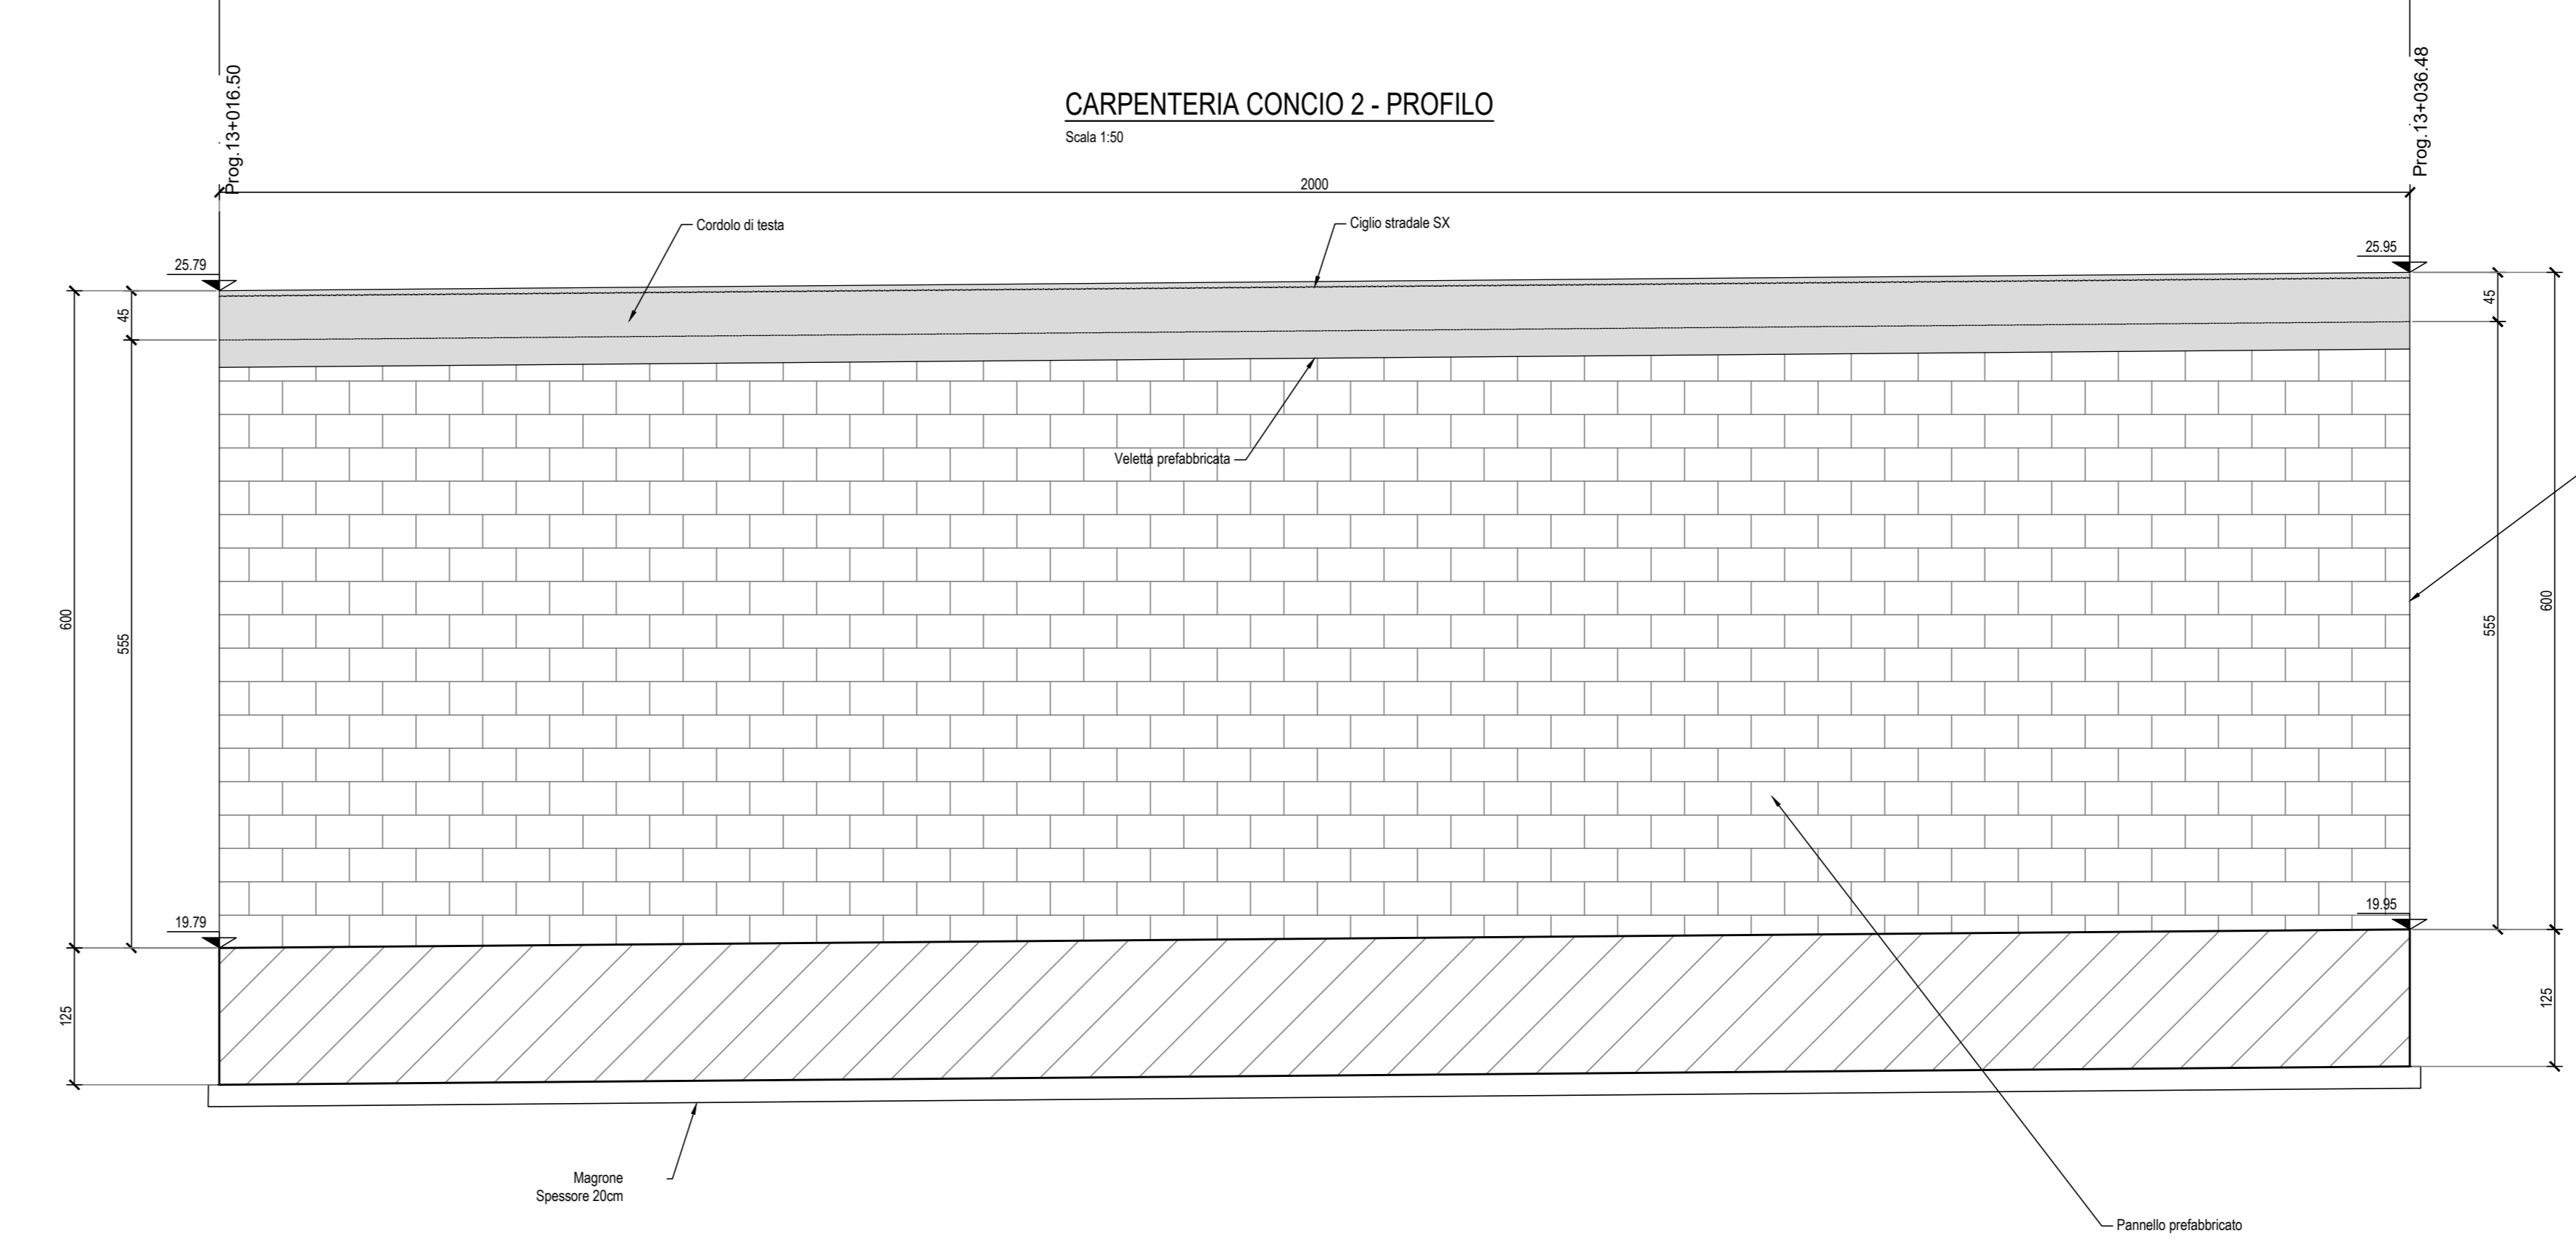 Prog.13+016.50
Prog.13+036.48
CARPENTERIA CONCIO 2 - PROFILO
Scala 1:50
2000
Cordolo di testa
Ciglio stradale SX
25.79
25.95
45
45
Veletta prefabbricata
600
555
555
600
19.79
19.95
125
125
Magrone
Spessore 20cm
Pannello prefabbricato